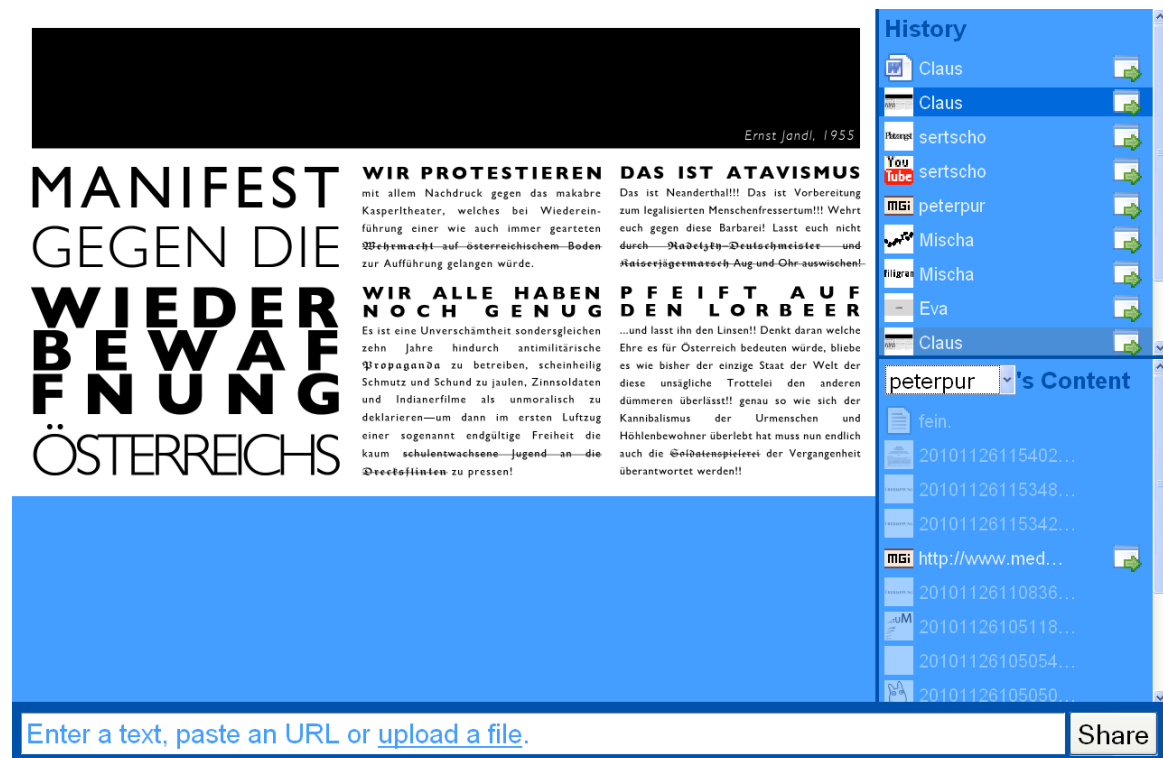 Ernst Jandl, 1955
MANIFEST
GEGEN DIE
WIEDER
BEWAF
FNUNG
ÖSTERREICHS
WIR PROTESTIEREN
mit allem Nachdruck gegen das makabre
Kasperltheater, welches bei Wiederein-
führung einer wie auch immer gearteten
Wehrmacht auf österreichischem Boden
zur Aufführung gelangen würde.
WIR ALLE HABEN
NOCH GENUG
Es ist eine Unverschämtheit sondersgleichen
zehn Jahre hindurch antimilitärische
Propaganda zu betreiben, scheinheilig
Schmutz und Schund zu jaulen, Zinnsoldaten
und Indianerfilme als unmoralisch zu
deklarieren—um dann im ersten Luftzug
einer sogenannt endgültige Freiheit die
kaum schulentwachsene Jugend an die
Drecksflinten zu pressen!
DAS IST ATAVISMUS
Das ist Neanderthal!!! Das ist Vorbereitung
zum legalisierten Menschenfressertum!!! Wehrt
euch gegen diese Barbarei! Lasst euch nicht
durch Radetzky-Deutschmeister und
Kaiserjägermarsch Aug und Ohr auswischen!
PFEIFT AUF
DEN LORBEER
...und lasst ihn den Linsen!! Denkt daran welche
Ehre es für Österreich bedeuten würde, bliebe
es wie bisher der einzige Staat der Welt der
diese unsägliche Trottelei den anderen
dümmeren überlässt!! genau so wie sich der
Kannibalismus der Urmenschen und
Höhlenbewohner überlebt hat muss nun endlich
auch die Soldatenspielerei der Vergangenheit
überantwortet werden!!
History
Claus
Claus
Platzangst sertscho
You Tube sertscho
MGi peterpur
Mischa
filigran Mischa
Eva
Claus
peterpur 's Content
fein.
20101126115402...
20101126115348...
20101126115342...
MGi http://www.med...
20101126110836...
20101126105118...
20101126105054...
20101126105050...
Enter a text, paste an URL or upload a file.
Share